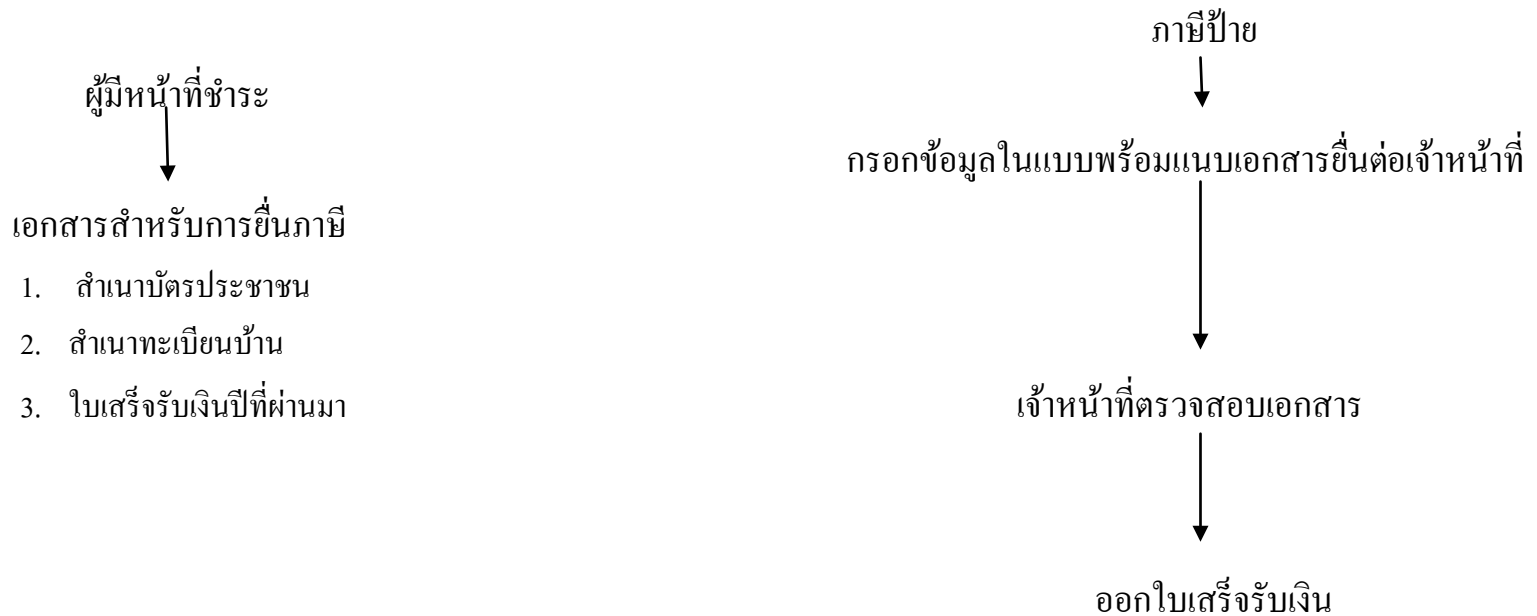 ผู้มีหน้าที่ชำระ
เอกสารสำหรับการยื่นภาษี
1. สำเนาบัตรประชาชน
2. สำเนาทะเบียนบ้าน
3. ใบเสร็จรับเงินปีที่ผ่านมา
ภาษีป้าย
กรอกข้อมูลในแบบพร้อมแนบเอกสารยื่นต่อเจ้าหน้าที่
เจ้าหน้าที่ตรวจสอบเอกสาร
ออกใบเสร็จรับเงิน